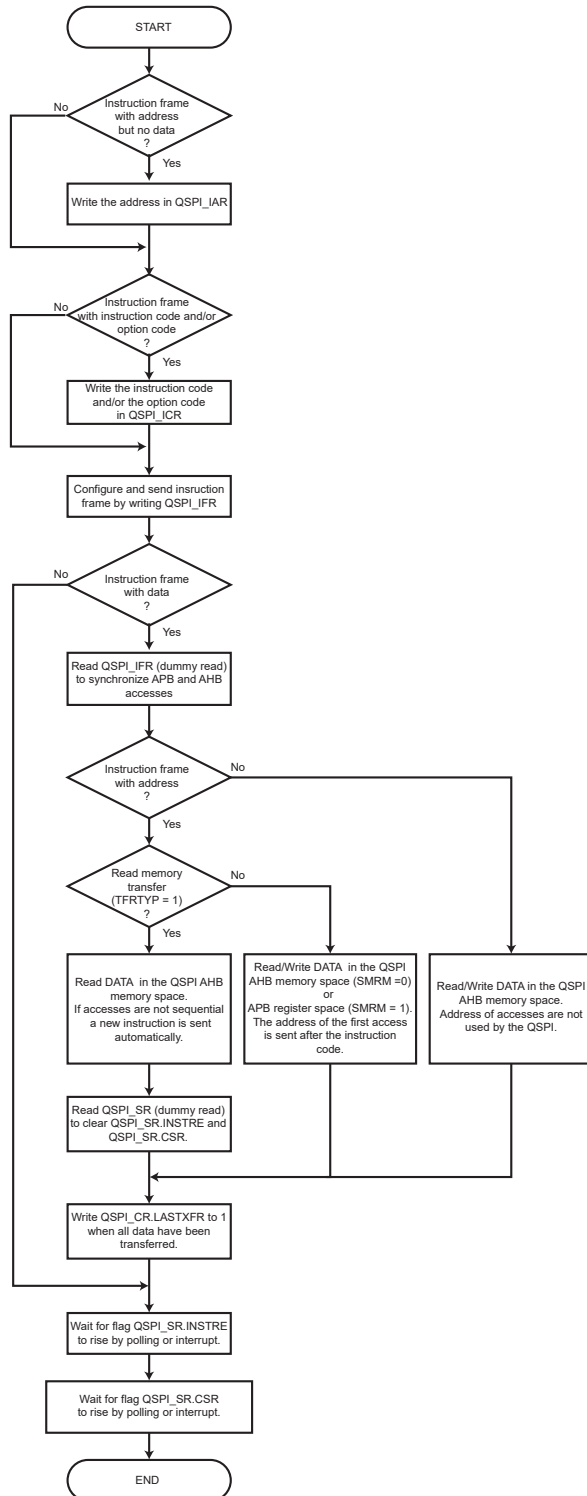 START
Instruction frame
with address
but no data
?
No
Yes
Write the address in QSPI_IAR
Instruction frame
with instruction code and/or
option code
?
No
Yes
Write the instruction code
and/or the option code
in QSPI_ICR
Configure and send insruction
frame by writing QSPI_IFR
Instruction frame
with data
?
No
Yes
Read QSPI_IFR (dummy read)
to synchronize APB and AHB
accesses
Instruction frame
with address
?
No
Yes
Read memory
transfer
(TFRTYP = 1)
?
No
Yes
Read DATA in the QSPI AHB
memory space.
If accesses are not sequential
a new instruction is sent
automatically.
Read/Write DATA in the QSPI
AHB memory space (SMRM =0)
or
APB register space (SMRM = 1).
The address of the first access
is sent after the instruction
code.
Read/Write DATA in the QSPI
AHB memory space.
Address of accesses are not
used by the QSPI.
Read QSPI_SR (dummy read)
to clear QSPI_SR.INSTRE and
QSPI_SR.CSR.
Write QSPI_CR.LASTXFR to 1
when all data have been
transferred.
Wait for flag QSPI_SR.INSTRE
to rise by polling or interrupt.
Wait for flag QSPI_SR.CSR
to rise by polling or interrupt.
END